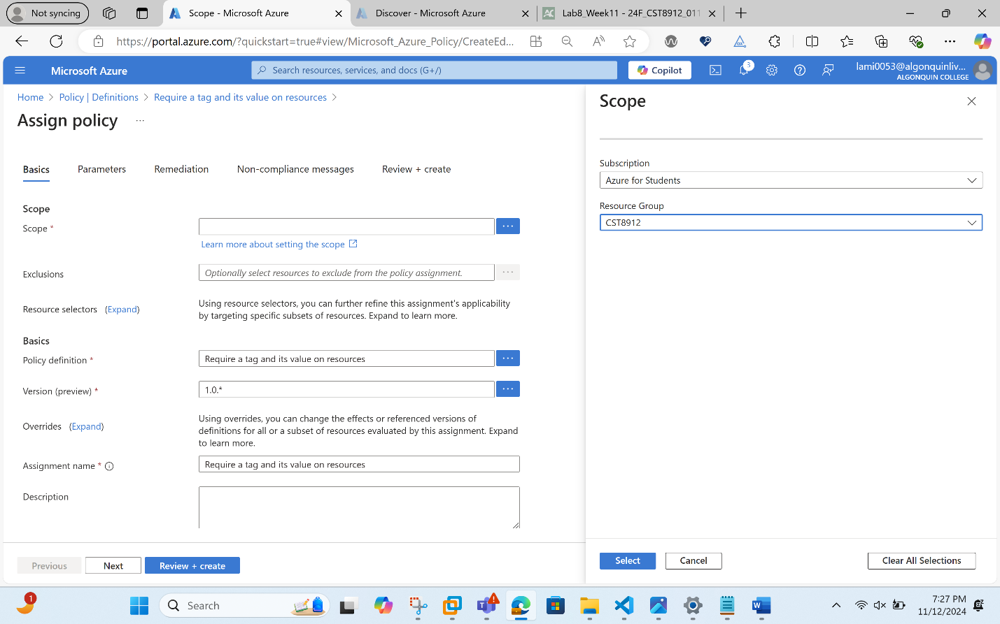 Not syncing
Scope - Microsoft Azure
Discover - Microsoft Azure
Lab8_Week11 - 24F_CST8912_011
https://portal.azure.com/?quickstart=true#view/Microsoft_Azure_Policy/CreateEd...
Microsoft Azure
Search resources, services, and docs (G+/)
Copilot
3
lami0053@algonquinliv...
ALGONQUIN COLLEGE
Home > Policy | Definitions > Require a tag and its value on resources >
Assign policy ...
Basics
Parameters
Remediation
Non-compliance messages
Review + create
Scope
Scope *
...
Learn more about setting the scope
Exclusions
Optionally select resources to exclude from the policy assignment.
...
Resource selectors (Expand)
Using resource selectors, you can further refine this assignment's applicability
by targeting specific subsets of resources. Expand to learn more.
Basics
Policy definition *
Require a tag and its value on resources
...
Version (preview) *
1.0.*
...
Overrides (Expand)
Using overrides, you can change the effects or referenced versions of
definitions for all or a subset of resources evaluated by this assignment. Expand
to learn more.
Assignment name *
Require a tag and its value on resources
Description
Previous
Next
Review + create
Scope
Subscription
Azure for Students
Resource Group
CST8912
Select
Cancel
Clear All Selections
1
Search
7:27 PM
11/12/2024